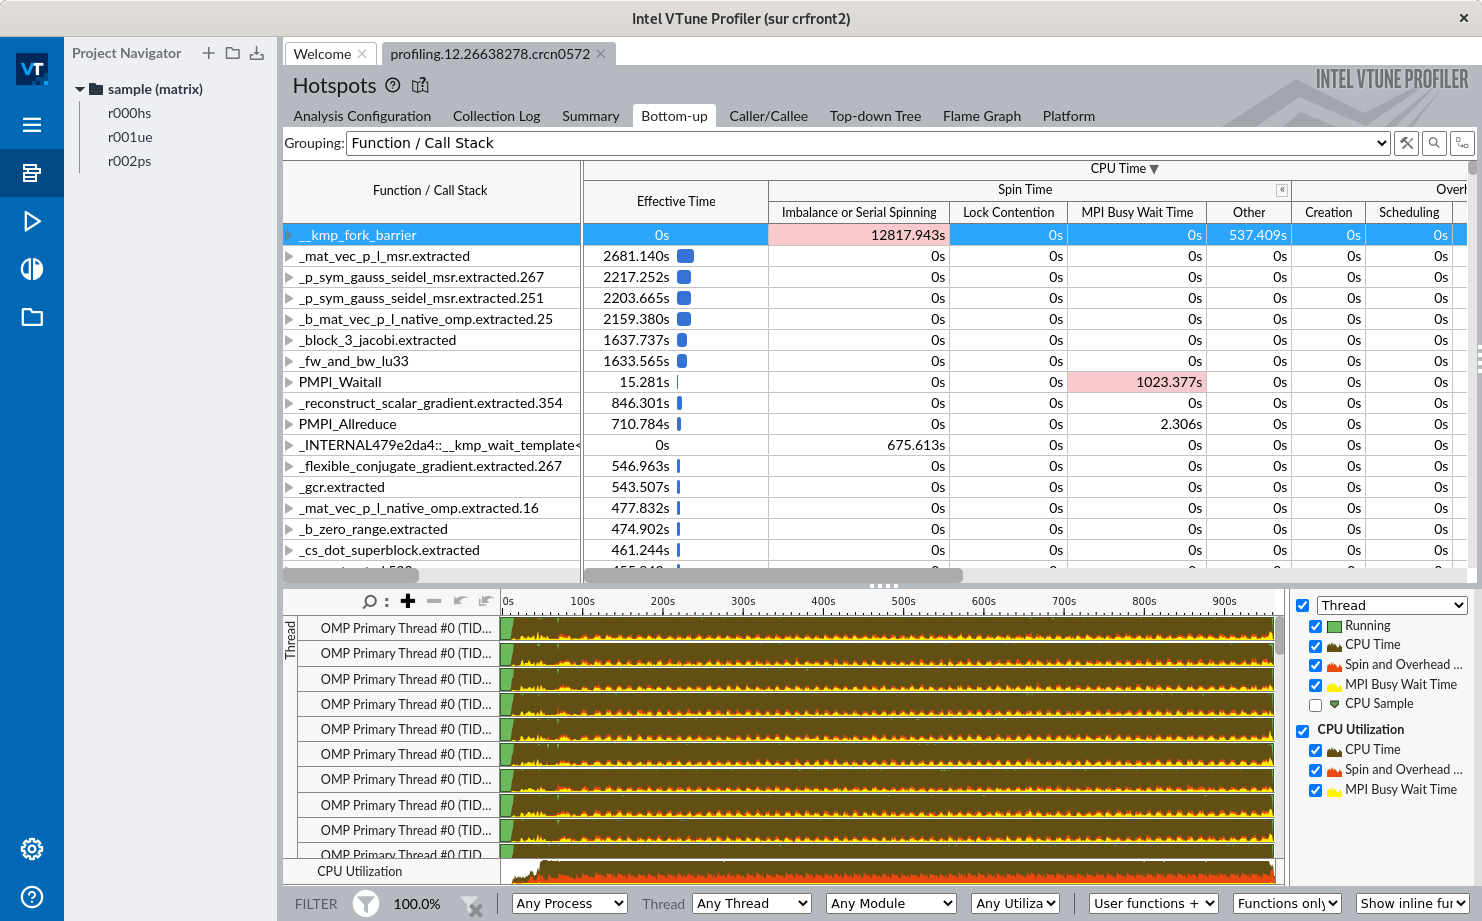 Intel VTune Profiler (sur crfront2)
VT
Project Navigator
sample (matrix)
r000hs
r001ue
r002ps
Welcome
profiling.12.26638278.crcn0572
Hotspots
INTEL VTUNE PROFILER
Analysis Configuration Collection Log Summary Bottom-up Caller/Callee Top-down Tree Flame Graph Platform
Grouping: Function / Call Stack
CPU Time
Function / Call Stack
Effective Time
Spin Time
Overh
Imbalance or Serial Spinning Lock Contention MPI Busy Wait Time Other Creation Scheduling
__kmp_fork_barrier 0s 12817.943s 0s 0s 537.409s 0s 0s
_mat_vec_p_l_msr.extracted 2681.140s 0s 0s 0s 0s 0s 0s
_p_sym_gauss_seidel_msr.extracted.267 2217.252s 0s 0s 0s 0s 0s 0s
_p_sym_gauss_seidel_msr.extracted.251 2203.665s 0s 0s 0s 0s 0s 0s
_b_mat_vec_p_l_native_omp.extracted.25 2159.380s 0s 0s 0s 0s 0s 0s
_block_3_jacobi.extracted 1637.737s 0s 0s 0s 0s 0s 0s
_fw_and_bw_lu33 1633.565s 0s 0s 0s 0s 0s 0s
PMPI_Waitall 15.281s 0s 0s 1023.377s 0s 0s 0s
_reconstruct_scalar_gradient.extracted.354 846.301s 0s 0s 0s 0s 0s 0s
PMPI_Allreduce 710.784s 0s 0s 2.306s 0s 0s 0s
_INTERNAL479e2da4::__kmp_wait_template< 0s 675.613s 0s 0s 0s 0s 0s
_flexible_conjugate_gradient.extracted.267 546.963s 0s 0s 0s 0s 0s 0s
_gcr.extracted 543.507s 0s 0s 0s 0s 0s 0s
_mat_vec_p_l_native_omp.extracted.16 477.832s 0s 0s 0s 0s 0s 0s
_b_zero_range.extracted 474.902s 0s 0s 0s 0s 0s 0s
_cs_dot_superblock.extracted 461.244s 0s 0s 0s 0s 0s 0s
0s 100s 200s 300s 400s 500s 600s 700s 800s 900s
Thread
OMP Primary Thread #0 (TID...
OMP Primary Thread #0 (TID...
OMP Primary Thread #0 (TID...
OMP Primary Thread #0 (TID...
OMP Primary Thread #0 (TID...
OMP Primary Thread #0 (TID...
OMP Primary Thread #0 (TID...
OMP Primary Thread #0 (TID...
OMP Primary Thread #0 (TID...
OMP Primary Thread #0 (TID
CPU Utilization
Thread
Running
CPU Time
Spin and Overhead ...
MPI Busy Wait Time
CPU Sample
CPU Utilization
CPU Time
Spin and Overhead ...
MPI Busy Wait Time
FILTER 100.0% Any Process Thread Any Thread Any Module Any Utiliza User functions + Functions only Show inline fur